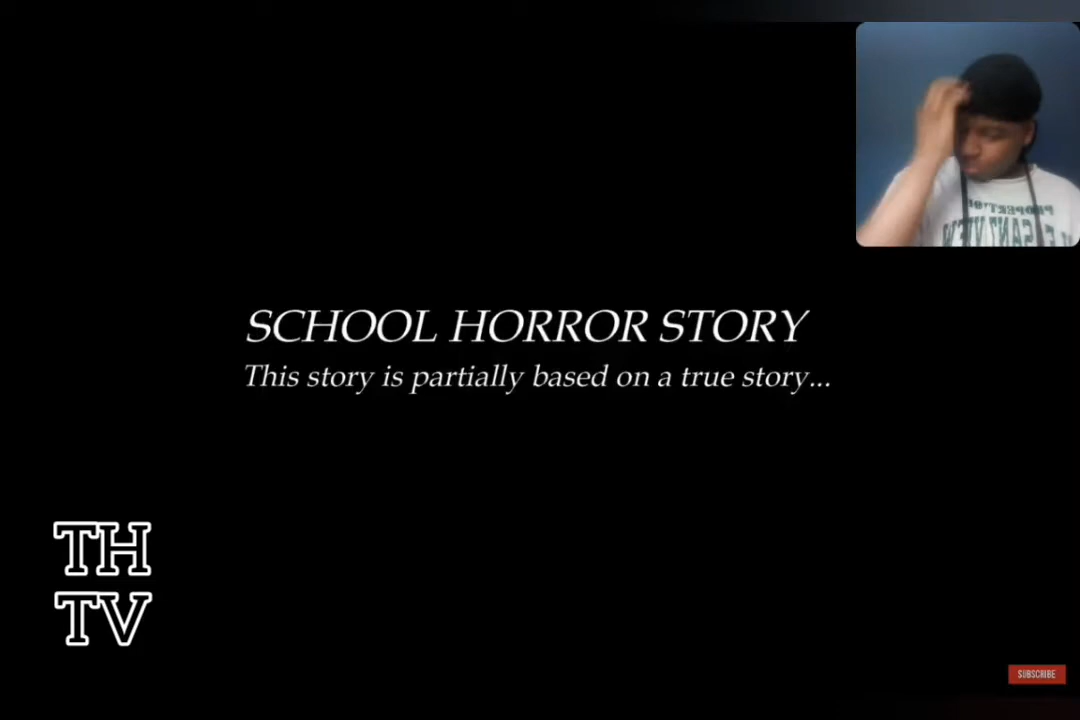 SCHOOL HORROR STORY
This story is partially based on a true story...
TH
TV
SUBSCRIBE